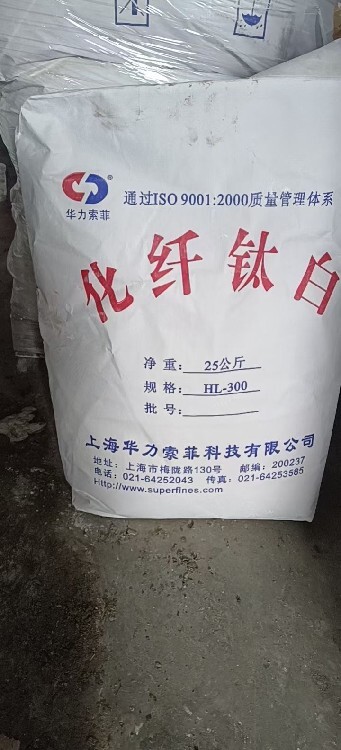 华力索菲
通过ISO 9001:2000质量管理体系
化纤钛白
净重: 25公斤
规格: HL-300
批号:
上海华力索菲科技有限公司
地址: 上海市梅陇路130号 邮编: 200237
电话: 021-64252043 传真: 021-64253585
Http://www.superfines.com